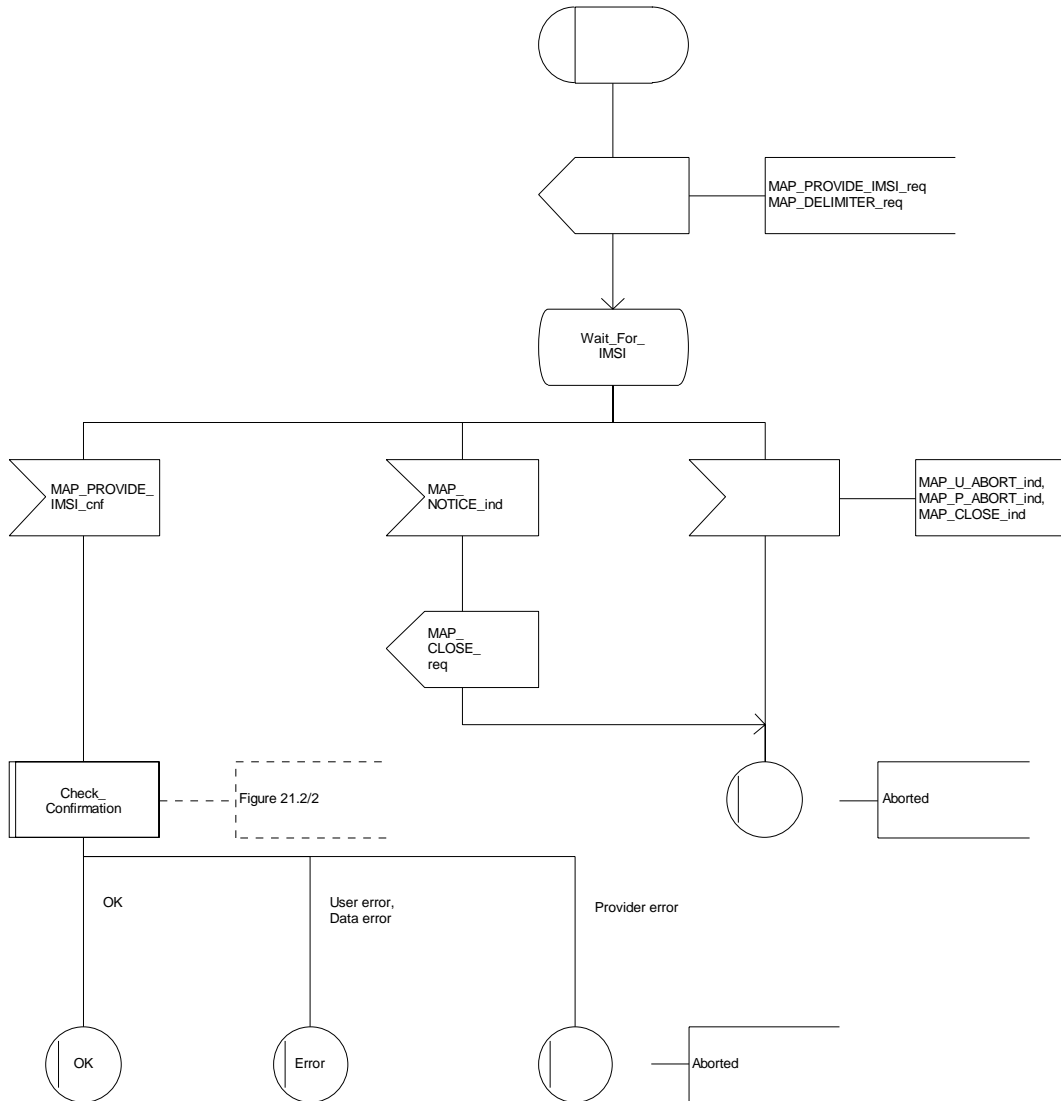 MAP_PROVIDE_IMSI_req
MAP_DELIMITER_req
Wait_For_
IMSI
MAP_PROVIDE_
IMSI_cnf
MAP_
NOTICE_ind
MAP_U_ABORT_ind,
MAP_P_ABORT_ind,
MAP_CLOSE_ind
MAP_
CLOSE_
req
Check_
Confirmation
Figure 21.2/2
Aborted
OK
User error,
Data error
Provider error
OK
Error
Aborted